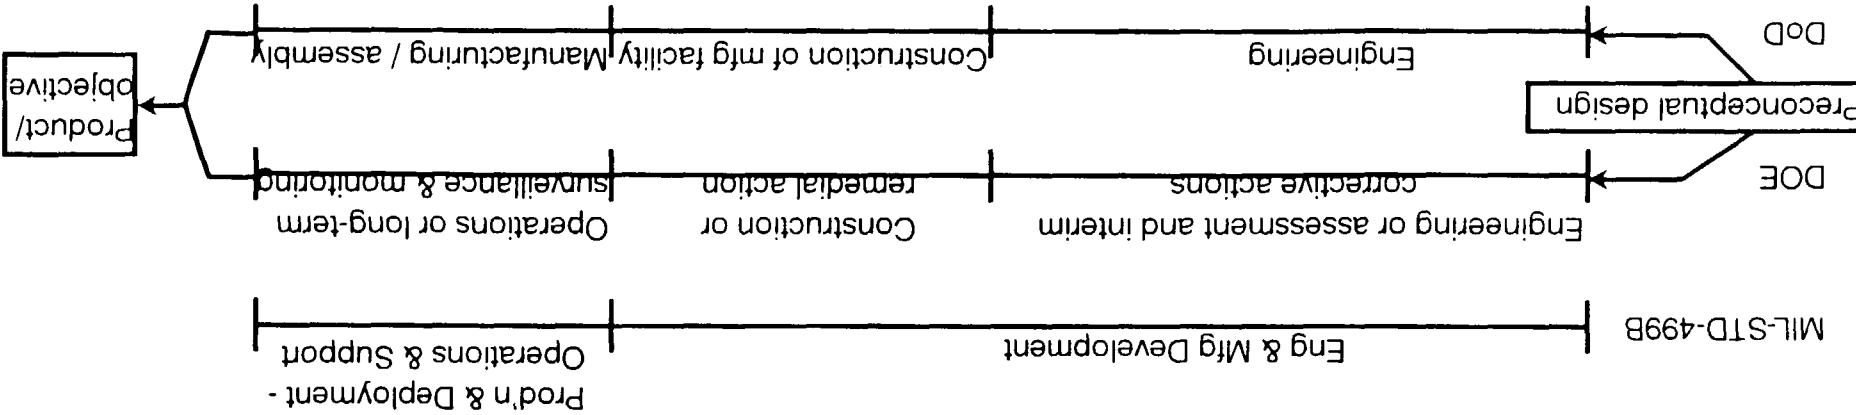 Prod'n & Deployment -
MIL-STD-499B
Eng & Mfg Development
Operations & Support
Engineering or assessment and interim
corrective actions
Construction or
remedial action
Operations or long-term
surveillance & monitoring
DOE
Preconceptual design
Product/
objective
DoD
Engineering
Construction of mfg facility
Manufacturing / assembly